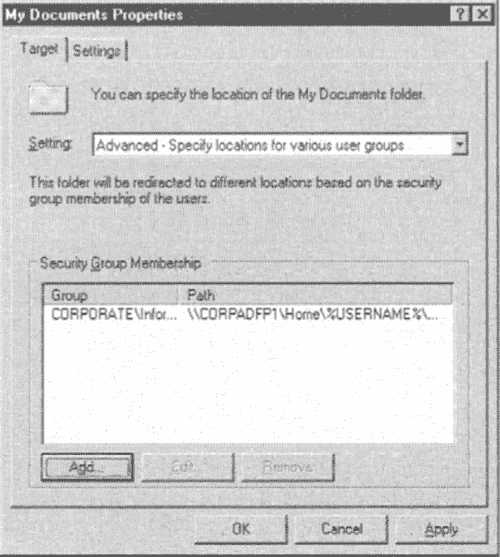 My Documents Properties
Target
Settings
You can specify the location of the My Documents folder.
Setting:
Advanced - Specify locations for various user groups
This folder will be redirected to different locations based on the security
group membership of the users.
Security Group Membership
Group Path
CORPORATE\Infor... \\CORPADFP1\Home\%USERNAME%\...
Add...
Edit...
Remove
OK Cancel Apply